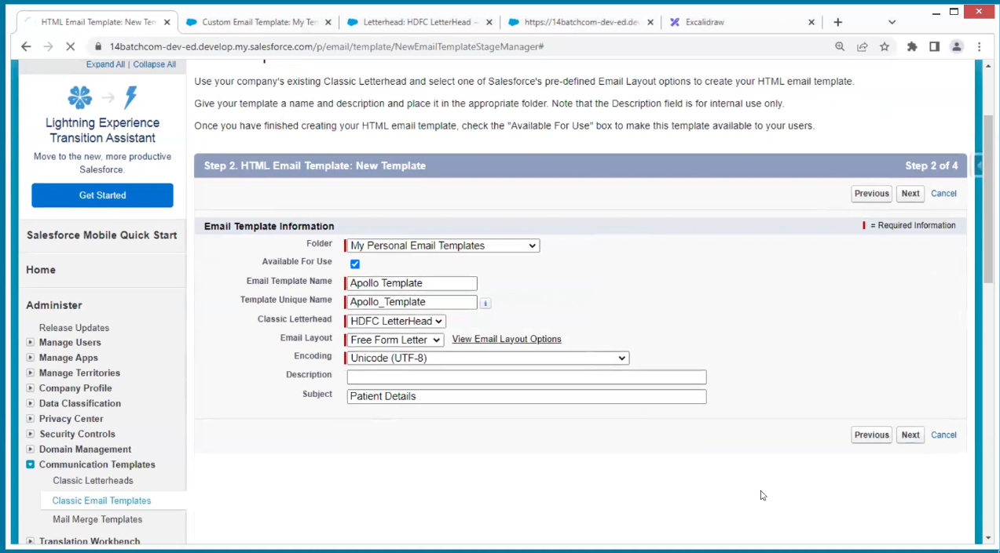 HTML Email Template: New Ten
Custom Email Template: My Ten
Letterhead: HDFC LetterHead ~
https://14batchcom-dev-ed.de
Excalidraw
14batchcom-dev-ed.develop.my.salesforce.com/p/email/template/NewEmailTemplateStageManager#
Expand All | Collapse All
Lightning Experience
Transition Assistant
Move to the new, more productive
Salesforce.
Get Started
Salesforce Mobile Quick Start
Home
Administer
Release Updates
Manage Users
Manage Apps
Manage Territories
Company Profile
Data Classification
Privacy Center
Security Controls
Domain Management
Communication Templates
Classic Letterheads
Classic Email Templates
Mail Merge Templates
Translation Workbench
Use your company's existing Classic Letterhead and select one of Salesforce's pre-defined Email Layout options to create your HTML email template.
Give your template a name and description and place it in the appropriate folder. Note that the Description field is for internal use only.
Once you have finished creating your HTML email template, check the "Available For Use" box to make this template available to your users.
Step 2. HTML Email Template: New Template Step 2 of 4
Previous Next Cancel
Email Template Information = Required Information
Folder My Personal Email Templates
Available For Use
Email Template Name Apollo Template
Template Unique Name Apollo_Template i
Classic Letterhead HDFC LetterHead
Email Layout Free Form Letter View Email Layout Options
Encoding Unicode (UTF-8)
Description
Subject Patient Details
Previous Next Cancel